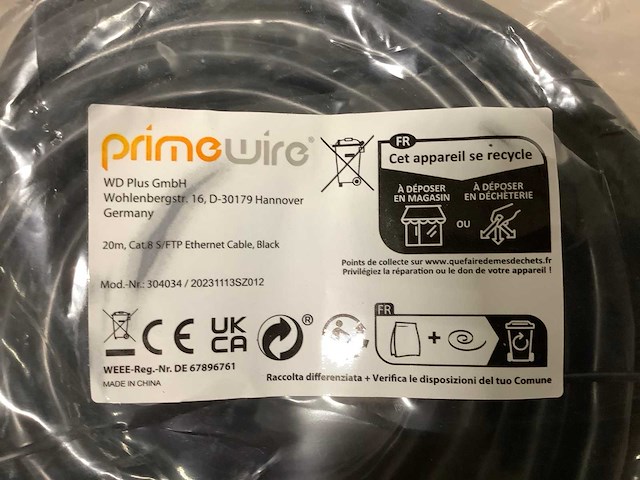 primewire®
WD Plus GmbH
Wohlenbergstr. 16, D-30179 Hannover
Germany
20m, Cat.8 S/FTP Ethernet Cable, Black
Mod.-Nr.: 304034 / 20231113SZ012
CE UK CA ®
WEEE-Reg.-Nr. DE 67896761
MADE IN CHINA
FR
Cet appareil se recycle
À DÉPOSER EN MAGASIN
OU
À DÉPOSER EN DÉCHÈTERIE
Points de collecte sur www.quefairedemesdechets.fr
Privilégiez la réparation ou le don de votre appareil !
FR
+
Raccolta differenziata + Verifica le disposizioni del tuo Comune